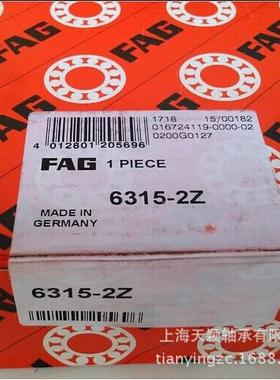 FAG
FAG
1718 15/00182
016724119-0000-02
0200G0127
4 012801 205696
FAG 1 PIECE
6315-2Z
MADE IN
GERMANY
6315-2Z
上海天颖轴承有限
tianyingzc.1688.